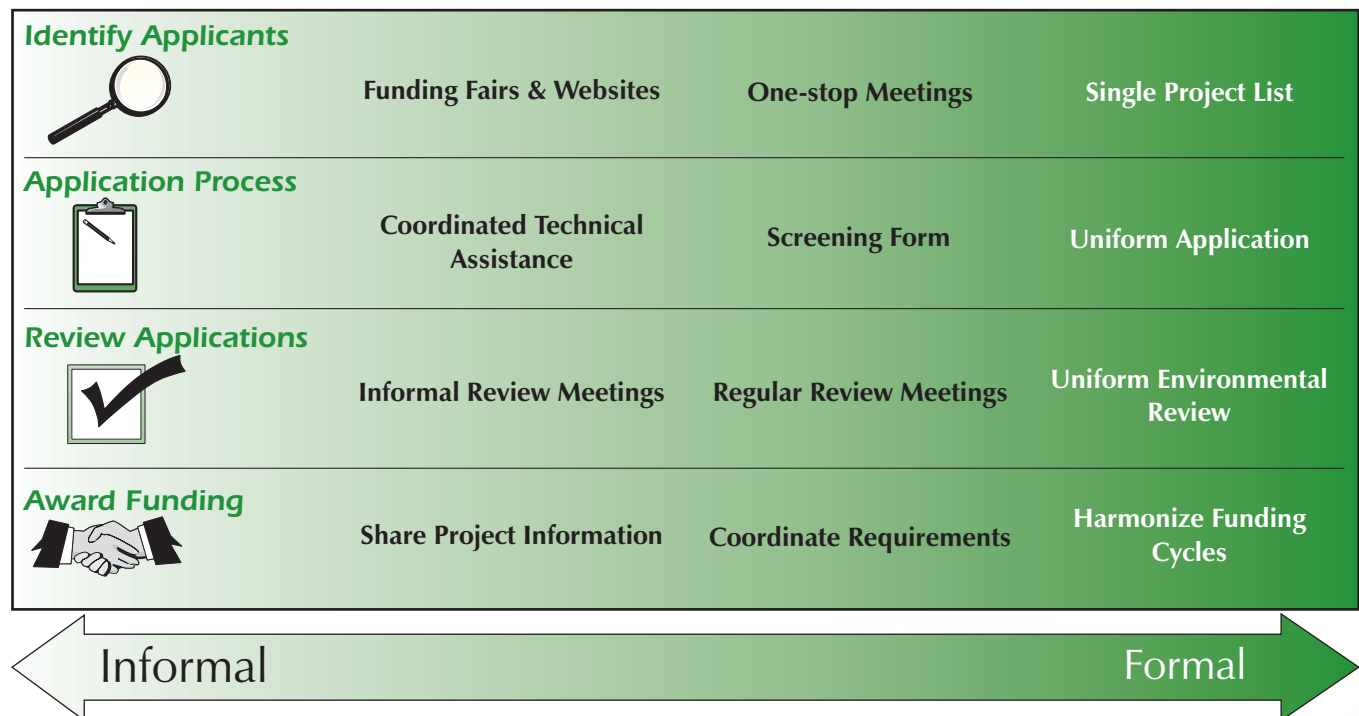 Identify Applicants
Funding Fairs & Websites
One-stop Meetings
Single Project List
Application Process
Coordinated Technical
Assistance
Screening Form
Uniform Application
Review Applications
Informal Review Meetings
Regular Review Meetings
Uniform Environmental
Review
Award Funding
Share Project Information
Coordinate Requirements
Harmonize Funding
Cycles
Informal
Formal